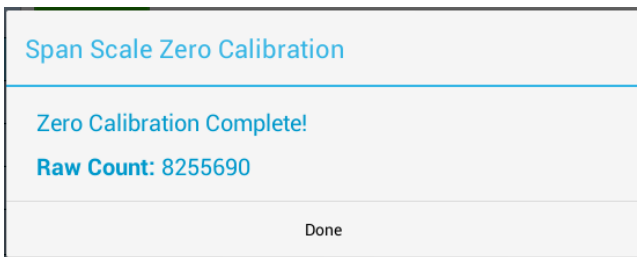 Span Scale Zero Calibration
Zero Calibration Complete!
Raw Count: 8255690
Done